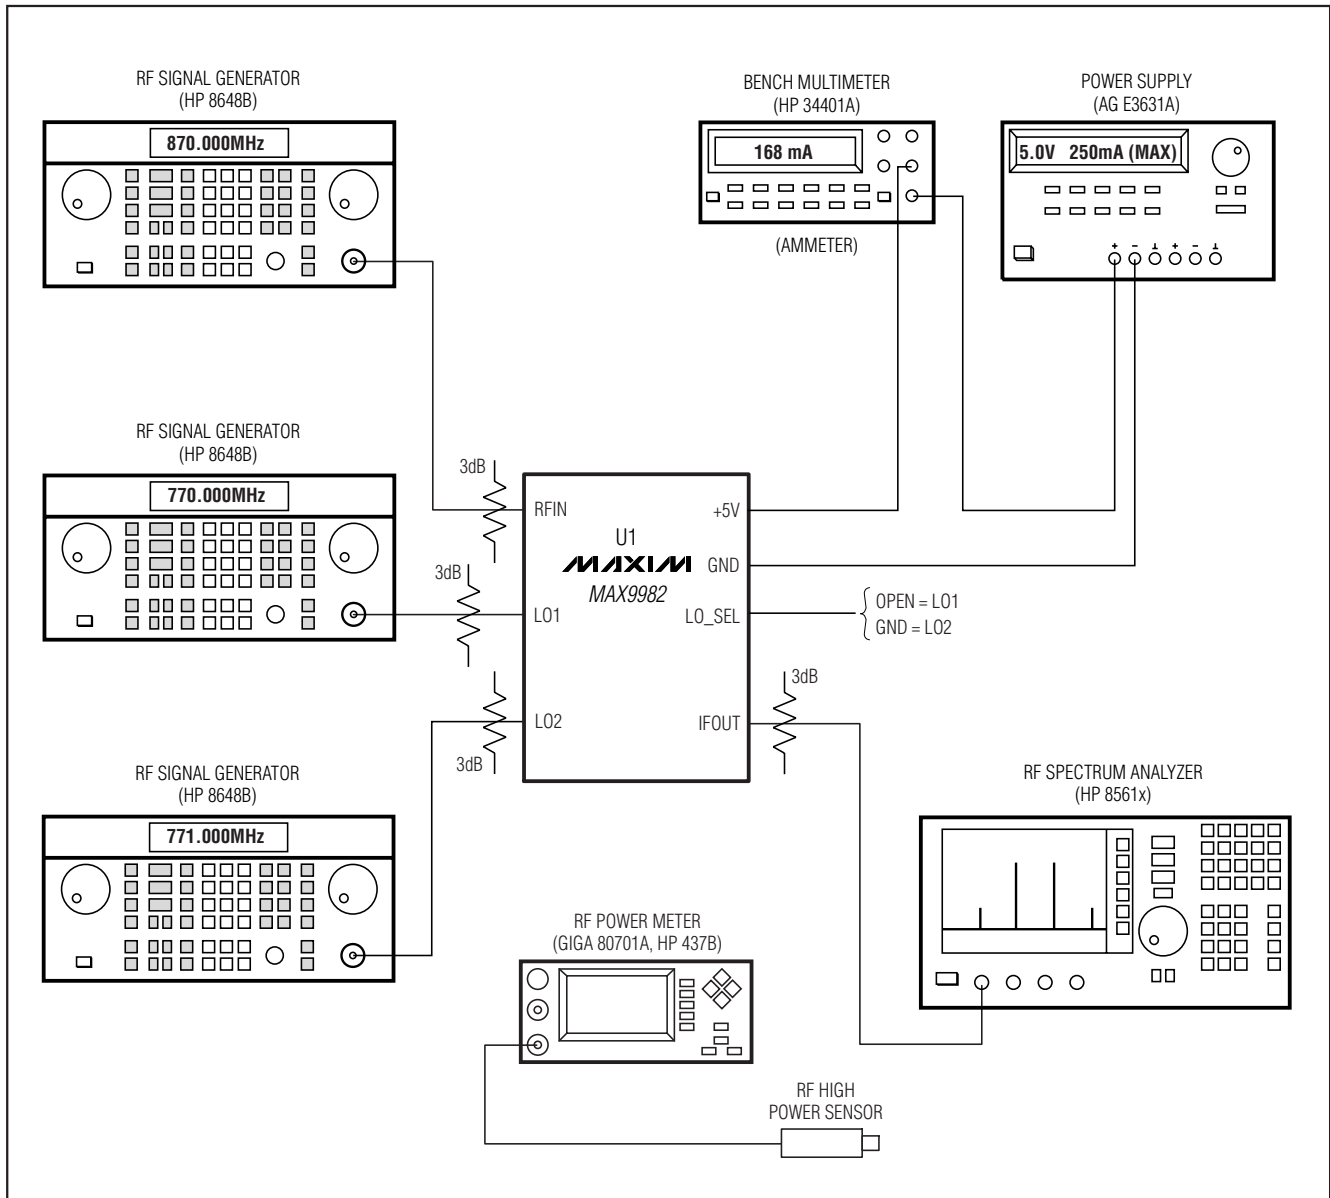 RF SIGNAL GENERATOR
(HP 8648B)
870.000MHz
BENCH MULTIMETER
(HP 34401A)
168 mA
(AMMETER)
POWER SUPPLY
(AG E3631A)
5.0V 250mA (MAX)
+ - ⊥ + - ⊥
RF SIGNAL GENERATOR
(HP 8648B)
770.000MHz
3dB
3dB
3dB
RFIN
LO1
LO2
U1
MAXIM
MAX9982
+5V
GND
LO_SEL
IFOUT
OPEN = LO1
GND = LO2
3dB
RF SIGNAL GENERATOR
(HP 8648B)
771.000MHz
RF SPECTRUM ANALYZER
(HP 8561x)
RF POWER METER
(GIGA 80701A, HP 437B)
RF HIGH
POWER SENSOR